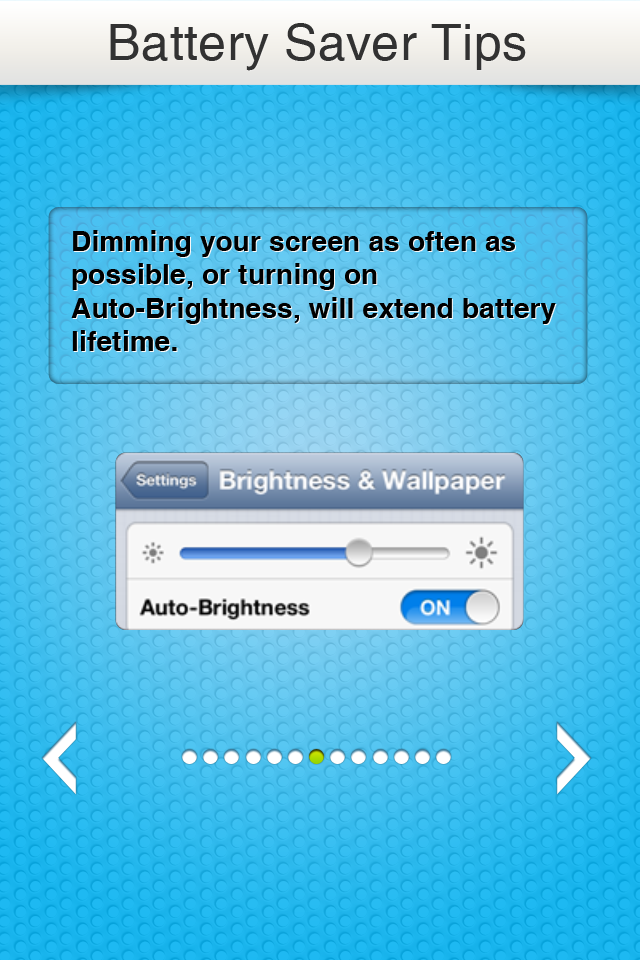 Battery Saver Tips
Dimming your screen as often as
possible, or turning on
Auto-Brightness, will extend battery
lifetime.
Settings
Brightness & Wallpaper
Auto-Brightness
ON